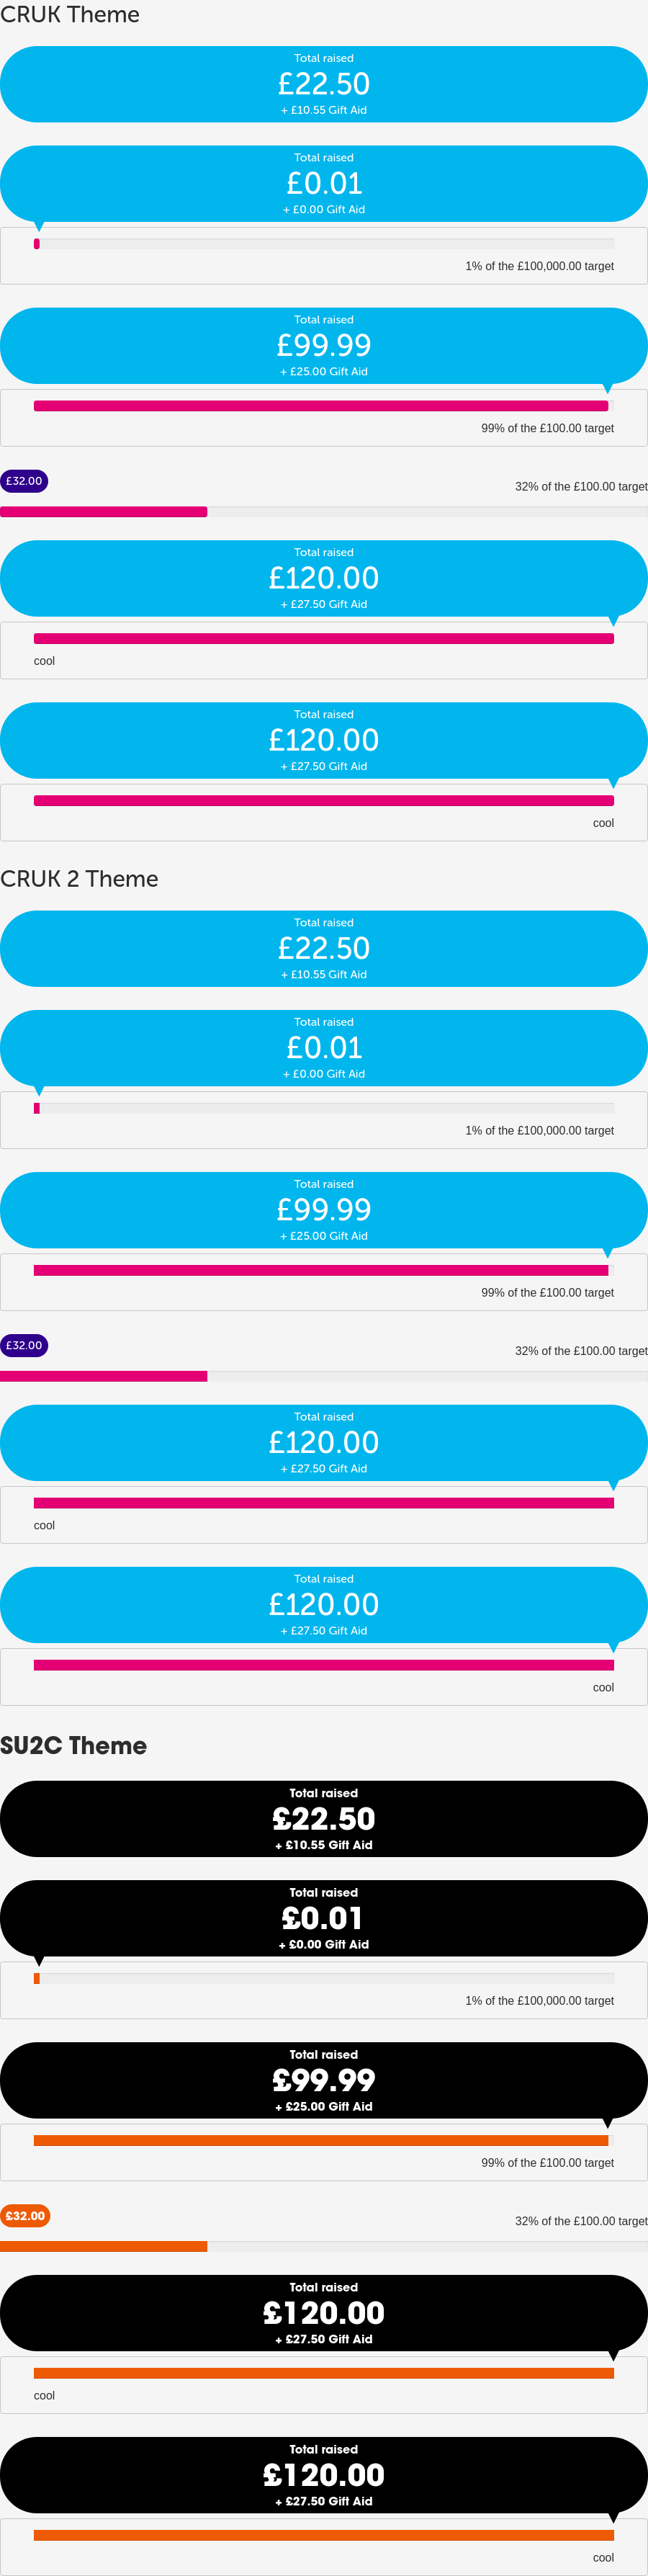 CRUK Theme
Total raised
£22.50
+ £10.55 Gift Aid
Total raised
£0.01
+ £0.00 Gift Aid
1% of the £100,000.00 target
Total raised
£99.99
+ £25.00 Gift Aid
99% of the £100.00 target
£32.00
32% of the £100.00 target
Total raised
£120.00
+ £27.50 Gift Aid
cool
Total raised
£120.00
+ £27.50 Gift Aid
cool
CRUK 2 Theme
Total raised
£22.50
+ £10.55 Gift Aid
Total raised
£0.01
+ £0.00 Gift Aid
1% of the £100,000.00 target
Total raised
£99.99
+ £25.00 Gift Aid
99% of the £100.00 target
£32.00
32% of the £100.00 target
Total raised
£120.00
+ £27.50 Gift Aid
cool
Total raised
£120.00
+ £27.50 Gift Aid
cool
SU2C Theme
Total raised
£22.50
+ £10.55 Gift Aid
Total raised
£0.01
+ £0.00 Gift Aid
1% of the £100,000.00 target
Total raised
£99.99
+ £25.00 Gift Aid
99% of the £100.00 target
£32.00
32% of the £100.00 target
Total raised
£120.00
+ £27.50 Gift Aid
cool
Total raised
£120.00
+ £27.50 Gift Aid
cool